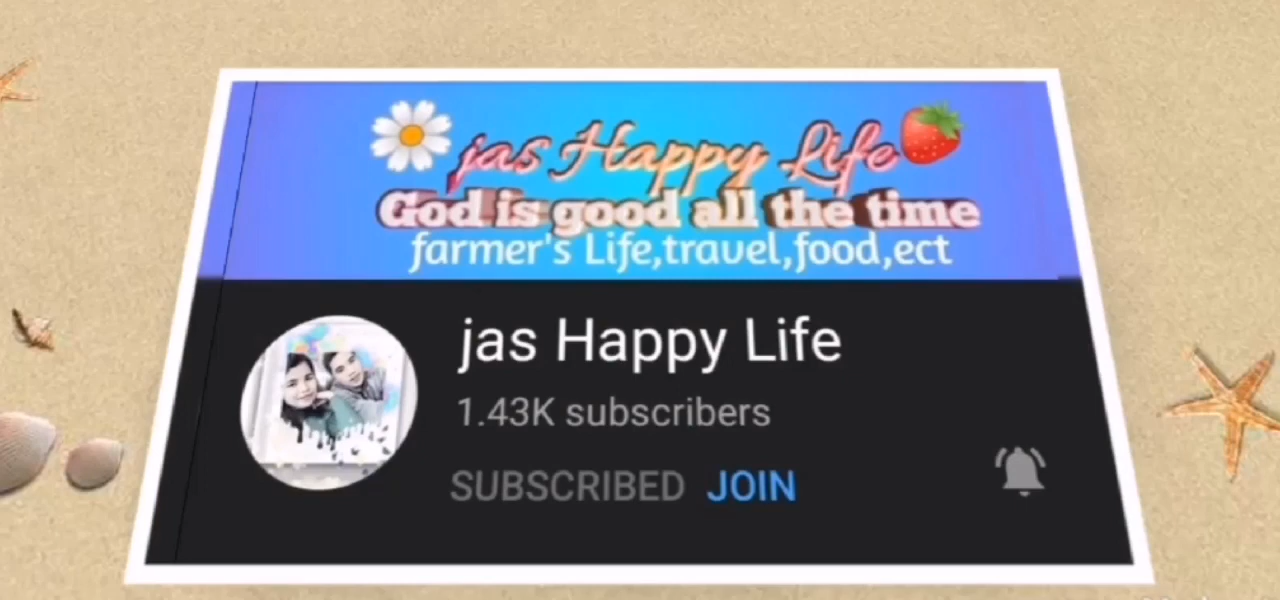 jas Happy Life
God is good all the time
farmer's Life,travel,food,ect
jas Happy Life
1.43K subscribers
SUBSCRIBED JOIN